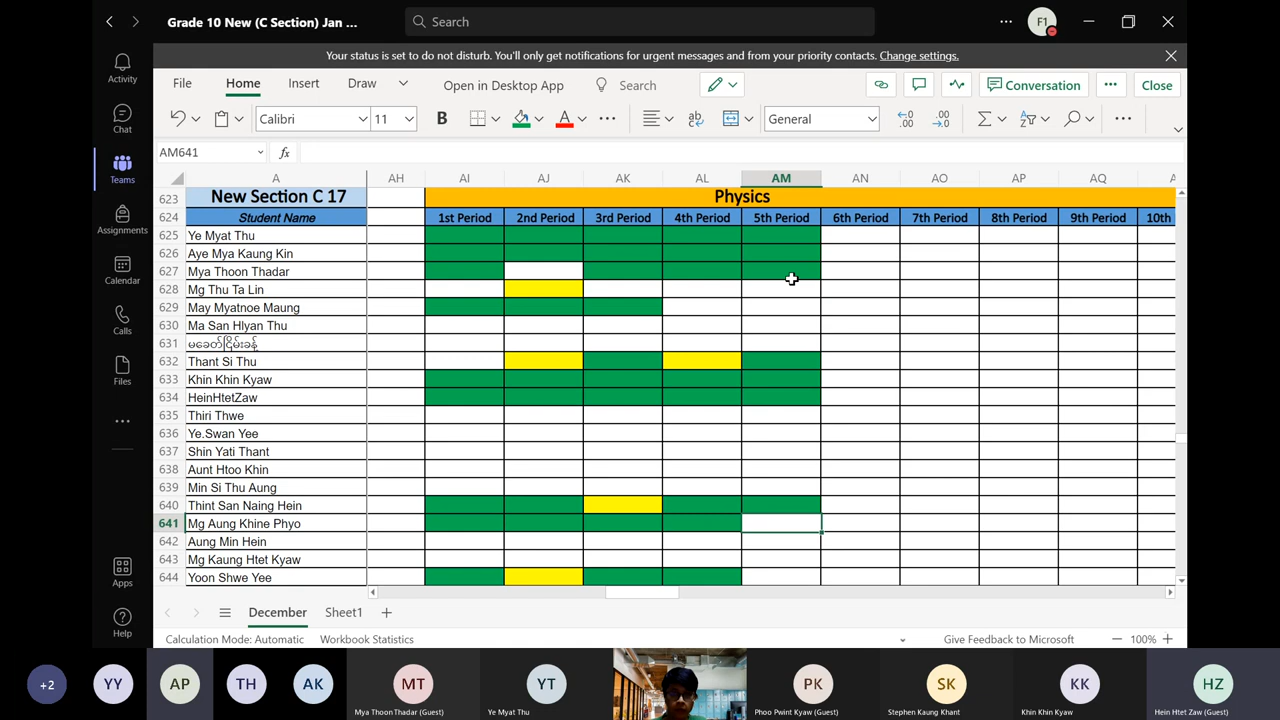 Grade 10 New (C Section) Jan ...
Search
F1
Your status is set to do not disturb. You'll only get notifications for urgent messages and from your priority contacts. Change settings.
Activity
Chat
Teams
Assignments
Calendar
Calls
Files
Apps
Help
File Home Insert Draw Open in Desktop App Search Conversation Close
Calibri 11 B A General
AM641 fx
A AH AI AJ AK AL AM AN AO AP AQ A
623 New Section C 17 Physics
624 Student Name 1st Period 2nd Period 3rd Period 4th Period 5th Period 6th Period 7th Period 8th Period 9th Period 10th
625 Ye Myat Thu
626 Aye Mya Kaung Kin
627 Mya Thoon Thadar
628 Mg Thu Ta Lin
629 May Myatnoe Maung
630 Ma San Hlyan Thu
631 မခေတ်ငြိမ်းခန့်
632 Thant Si Thu
633 Khin Khin Kyaw
634 HeinHtetZaw
635 Thiri Thwe
636 Ye.Swan Yee
637 Shin Yati Thant
638 Aunt Htoo Khin
639 Min Si Thu Aung
640 Thint San Naing Hein
641 Mg Aung Khine Phyo
642 Aung Min Hein
643 Mg Kaung Htet Kyaw
644 Yoon Shwe Yee
December Sheet1
Calculation Mode: Automatic Workbook Statistics Give Feedback to Microsoft 100%
+2 YY AP TH AK MT YT PK SK KK HZ
Mya Thoon Thadar (Guest) Ye Myat Thu Phoo Pwint Kyaw (Guest) Stephen Kaung Khant Khin Khin Kyaw Hein Htet Zaw (Guest)